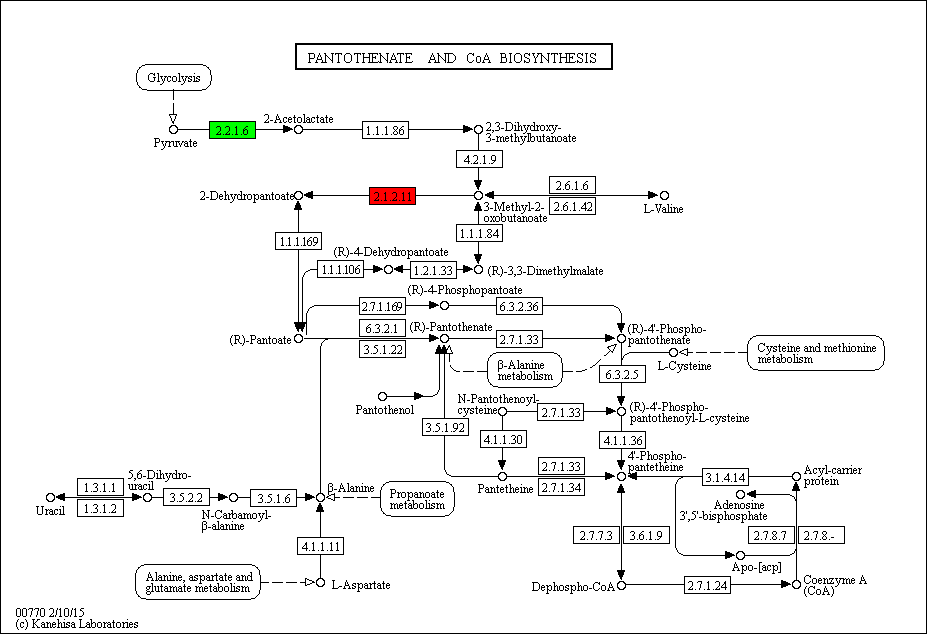 PANTOTHENATE AND CoA BIOSYNTHESIS
Glycolysis
2-Acetolactate
2.2.1.6
1.1.1.86
2,3-Dihydroxy-
3-methylbutanoate
Pyruvate
4.2.1.9
2.6.1.6
2-Dehydropantoate
2.1.2.11
2.6.1.42
3-Methyl-2-
oxobutanoate
L-Valine
1.1.1.84
1.1.1.169
(R)-4-Dehydropantoate
1.1.1.106
1.2.1.33
(R)-3,3-Dimethylmalate
(R)-4-Phosphopantoate
2.7.1.169
6.3.2.36
6.3.2.1
(R)-Pantothenate
(R)-4'-Phospho-
pantothenate
(R)-Pantoate
2.7.1.33
3.5.1.22
Cysteine and methionine
metabolism
β-Alanine
metabolism
L-Cysteine
6.3.2.5
Pantothenol
N-Pantothenoyl-
cysteine
2.7.1.33
(R)-4'-Phospho-
pantothenoyl-L-cysteine
3.5.1.92
4.1.1.30
4.1.1.36
4'-Phospho-
pantetheine
2.7.1.33
Pantetheine
2.7.1.34
3.1.4.14
Acyl-carrier
protein
5,6-Dihydro-
uracil
1.3.1.1
1.3.1.2
Uracil
3.5.2.2
3.5.1.6
N-Carbamoyl-
β-alanine
β-Alanine
Propanoate
metabolism
Adenosine
3',5'-bisphosphate
2.7.7.3
3.6.1.9
2.7.8.7
2.7.8.-
4.1.1.11
Apo-[acp]
Alanine, aspartate and
glutamate metabolism
L-Aspartate
Dephospho-CoA
2.7.1.24
Coenzyme A
(CoA)
00770 2/10/15
(c) Kanehisa Laboratories